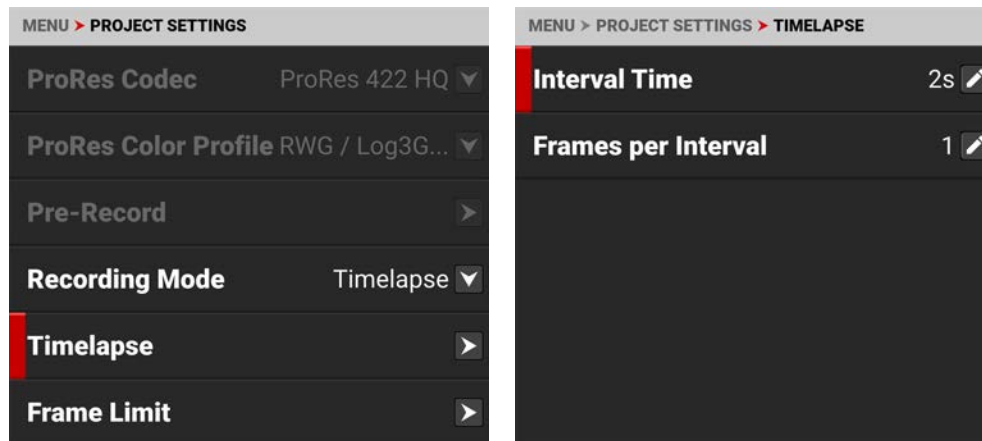 MENU > PROJECT SETTINGS
ProRes Codec ProRes 422 HQ
ProRes Color Profile RWG / Log3G...
Pre-Record
Recording Mode Timelapse
Timelapse
Frame Limit
MENU > PROJECT SETTINGS > TIMELAPSE
Interval Time 2s
Frames per Interval 1